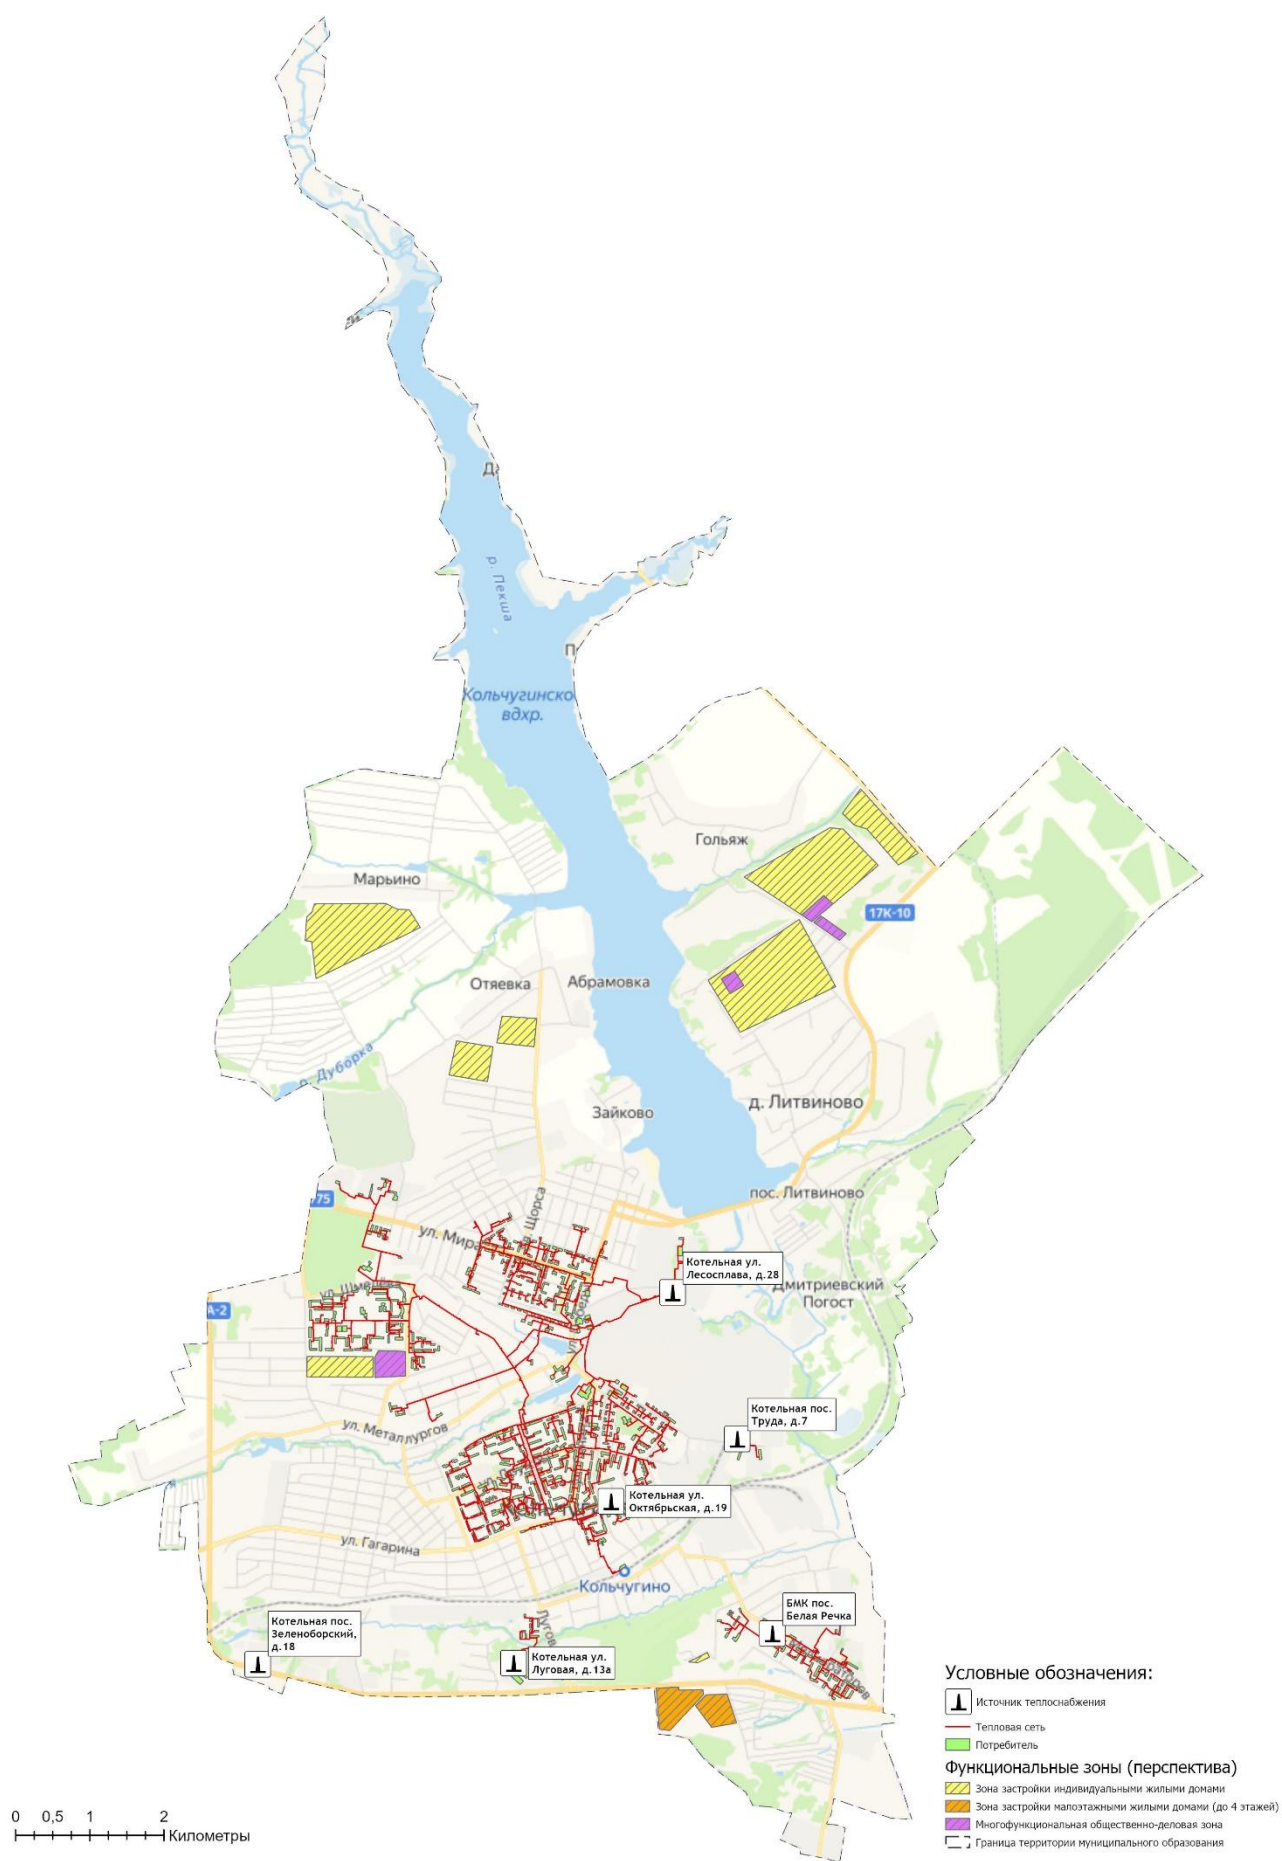 р. Пекша
Кольчугинско
вдхр.
Гольяж
Марьино
17К-10
Отяевка
Абрамовка
р. Дуборка
Зайково
д. Литвиново
пос. Литвиново
75
Щорса
ул. Мира
Котельная ул.
Лесосплава, д.28
ул. Шмелёва
Дмитриевский
Погост
А-2
Котельная пос.
Труда, д.7
ул. Металлургов
Котельная ул.
Октябрьская, д.19
ул. Гагарина
Кольчугино
БМК пос.
Белая Речка
Котельная пос.
Зеленоборский,
д.18
Лугов
Котельная ул.
Луговая, д.13а
Условные обозначения:
Источник теплоснабжения
Тепловая сеть
Потребитель
Функциональные зоны (перспектива)
Зона застройки индивидуальными жилыми домами
Зона застройки малоэтажными жилыми домами (до 4 этажей)
Многофункциональная общественно-деловая зона
Граница территории муниципального образования
0 0,5 1 2
Километры